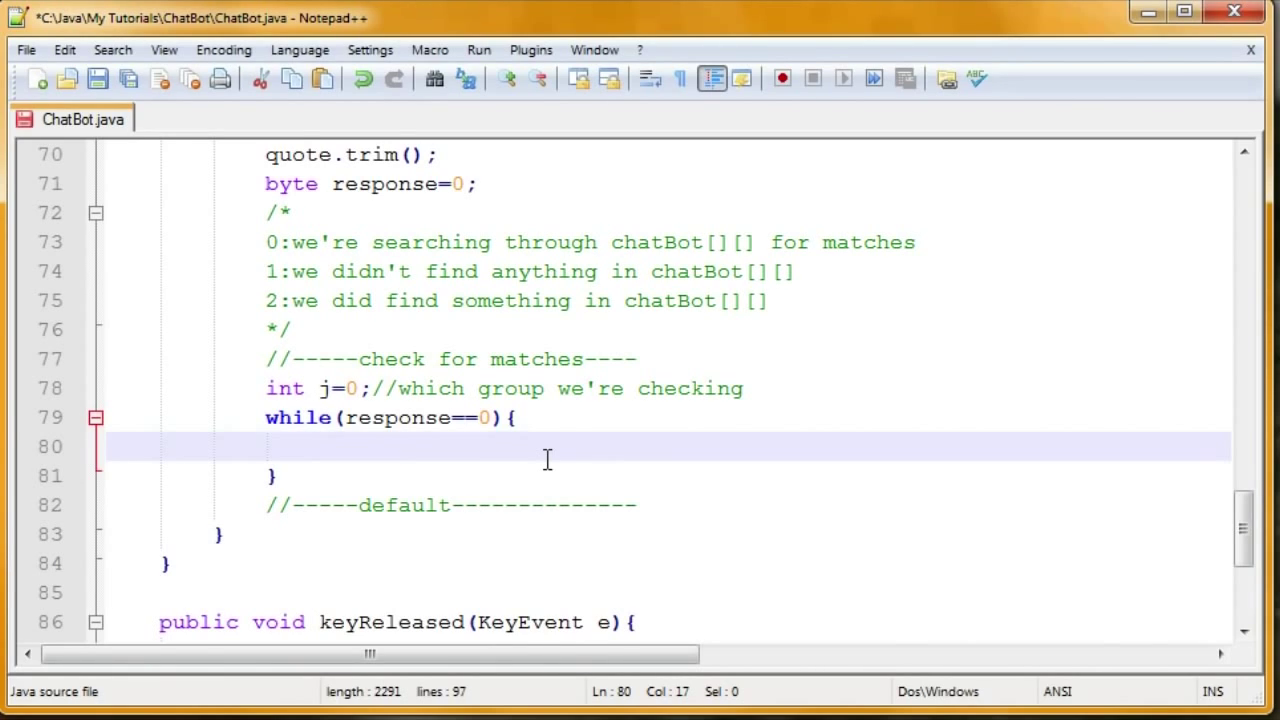 *C:\Java\My Tutorials\ChatBot\ChatBot.java - Notepad++
File Edit Search View Encoding Language Settings Macro Run Plugins Window ? X
ABC
ChatBot.java
70 quote.trim();
71 byte response=0;
72 /*
73 0:we're searching through chatBot[][] for matches
74 1:we didn't find anything in chatBot[][]
75 2:we did find something in chatBot[][]
76 */
77 //-----check for matches----
78 int j=0;//which group we're checking
79 while(response==0){
80
81 }
82 //-----default--------------
83 }
84 }
85
86 public void keyReleased(KeyEvent e){
Java source file length : 2291 lines : 97 Ln : 80 Col : 17 Sel : 0 Dos\Windows ANSI INS